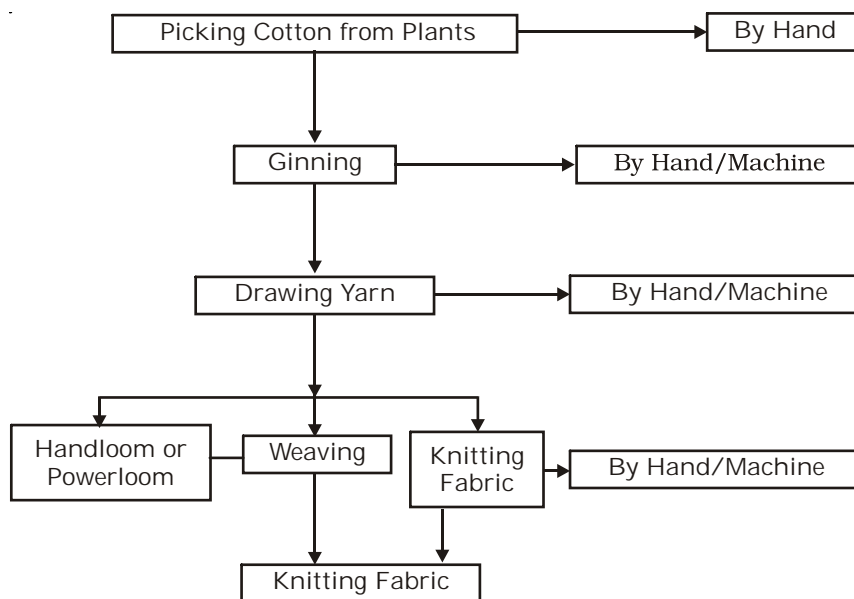 Picking Cotton from Plants
By Hand
Ginning
By Hand/Machine
Drawing Yarn
By Hand/Machine
Handloom or
Powerloom
Weaving
Knitting
Fabric
By Hand/Machine
Knitting Fabric